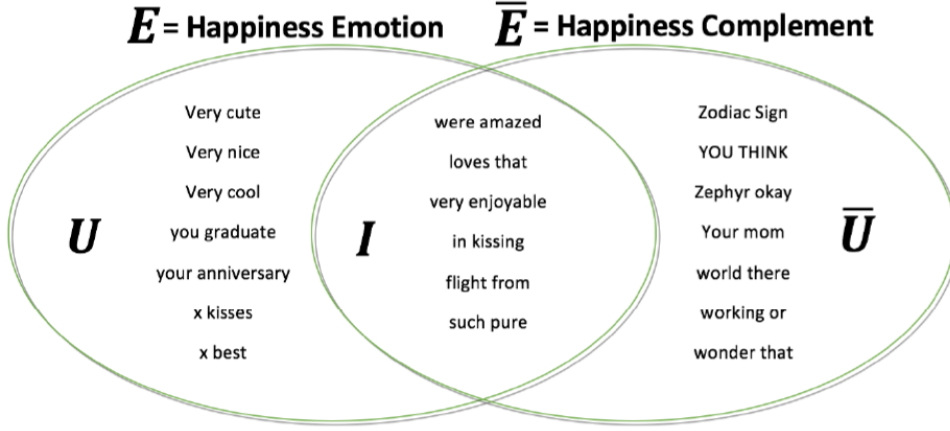 E = Happiness Emotion
E̅ = Happiness Complement
U
Very cute
Very nice
Very cool
you graduate
your anniversary
x kisses
x best
I
were amazed
loves that
very enjoyable
in kissing
flight from
such pure
Zodiac Sign
YOU THINK
Zephyr okay
Your mom
world there
working or
wonder that
U̅